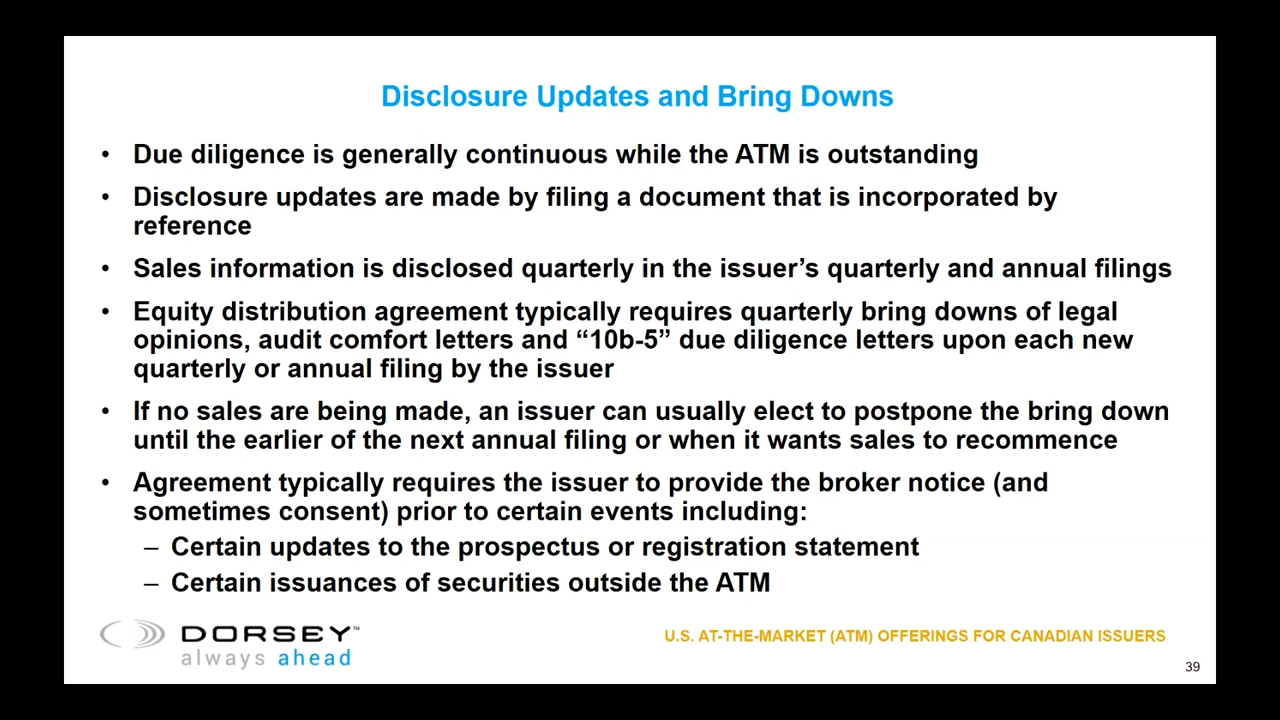 Disclosure Updates and Bring Downs
• Due diligence is generally continuous while the ATM is outstanding
• Disclosure updates are made by filing a document that is incorporated by
reference
• Sales information is disclosed quarterly in the issuer’s quarterly and annual filings
• Equity distribution agreement typically requires quarterly bring downs of legal
opinions, audit comfort letters and “10b-5” due diligence letters upon each new
quarterly or annual filing by the issuer
• If no sales are being made, an issuer can usually elect to postpone the bring down
until the earlier of the next annual filing or when it wants sales to recommence
• Agreement typically requires the issuer to provide the broker notice (and
sometimes consent) prior to certain events including:
– Certain updates to the prospectus or registration statement
– Certain issuances of securities outside the ATM
DORSEY™
always ahead
U.S. AT-THE-MARKET (ATM) OFFERINGS FOR CANADIAN ISSUERS
39